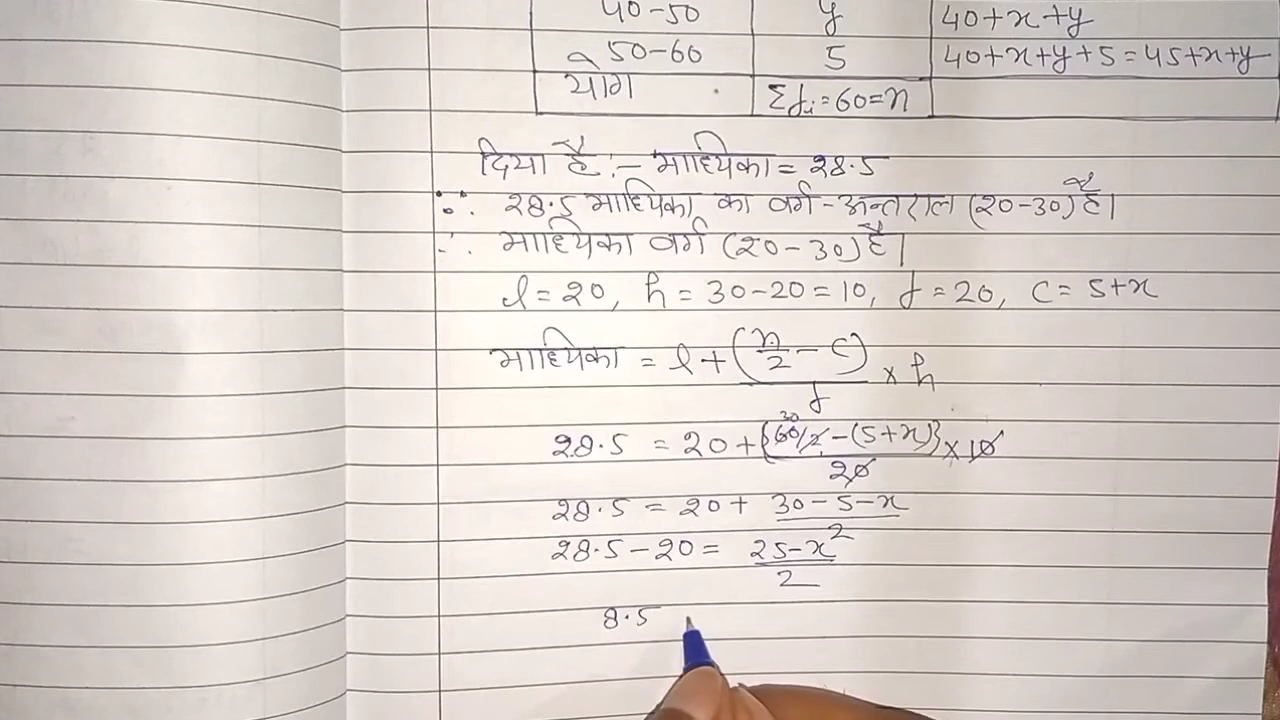 40-50 y 40+x+y
50-60 5 40+x+y+5=45+x+y
योग Σfi=60=n
दिया है :- माध्यिका = 28.5
∵ 28.5 माध्यिका का वर्ग-अन्तराल (20-30) है।
∴ माध्यिका वर्ग (20-30) है।
l=20, h=30-20=10, f=20, C=5+x
माध्यिका = l+(n/2-C)/f × h
28.5 = 20+{60/2-(5+x)}/20 ×10 30
28.5 = 20+ (30-5-x)/2
28.5-20 = (25-x)/2
8.5